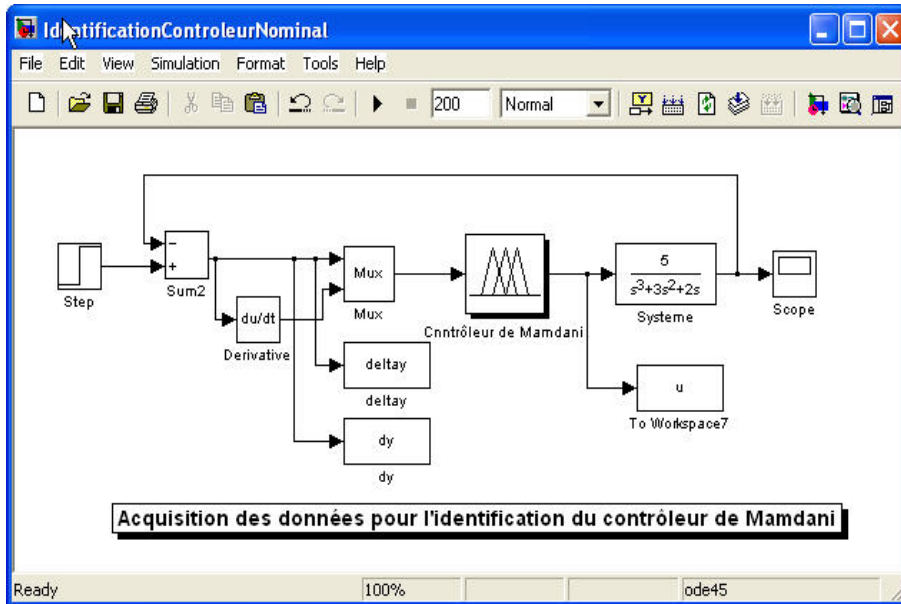 IdentificationControleurNominal
File Edit View Simulation Format Tools Help
200 Normal
Step
−
+
Sum2
du/dt
Derivative
Mux
Mux
Cnntrôleur de Mamdani
5
s³+3s²+2s
Systeme
Scope
deltay
deltay
dy
dy
u
To Workspace7
Acquisition des données pour l'identification du contrôleur de Mamdani
Ready 100% ode45